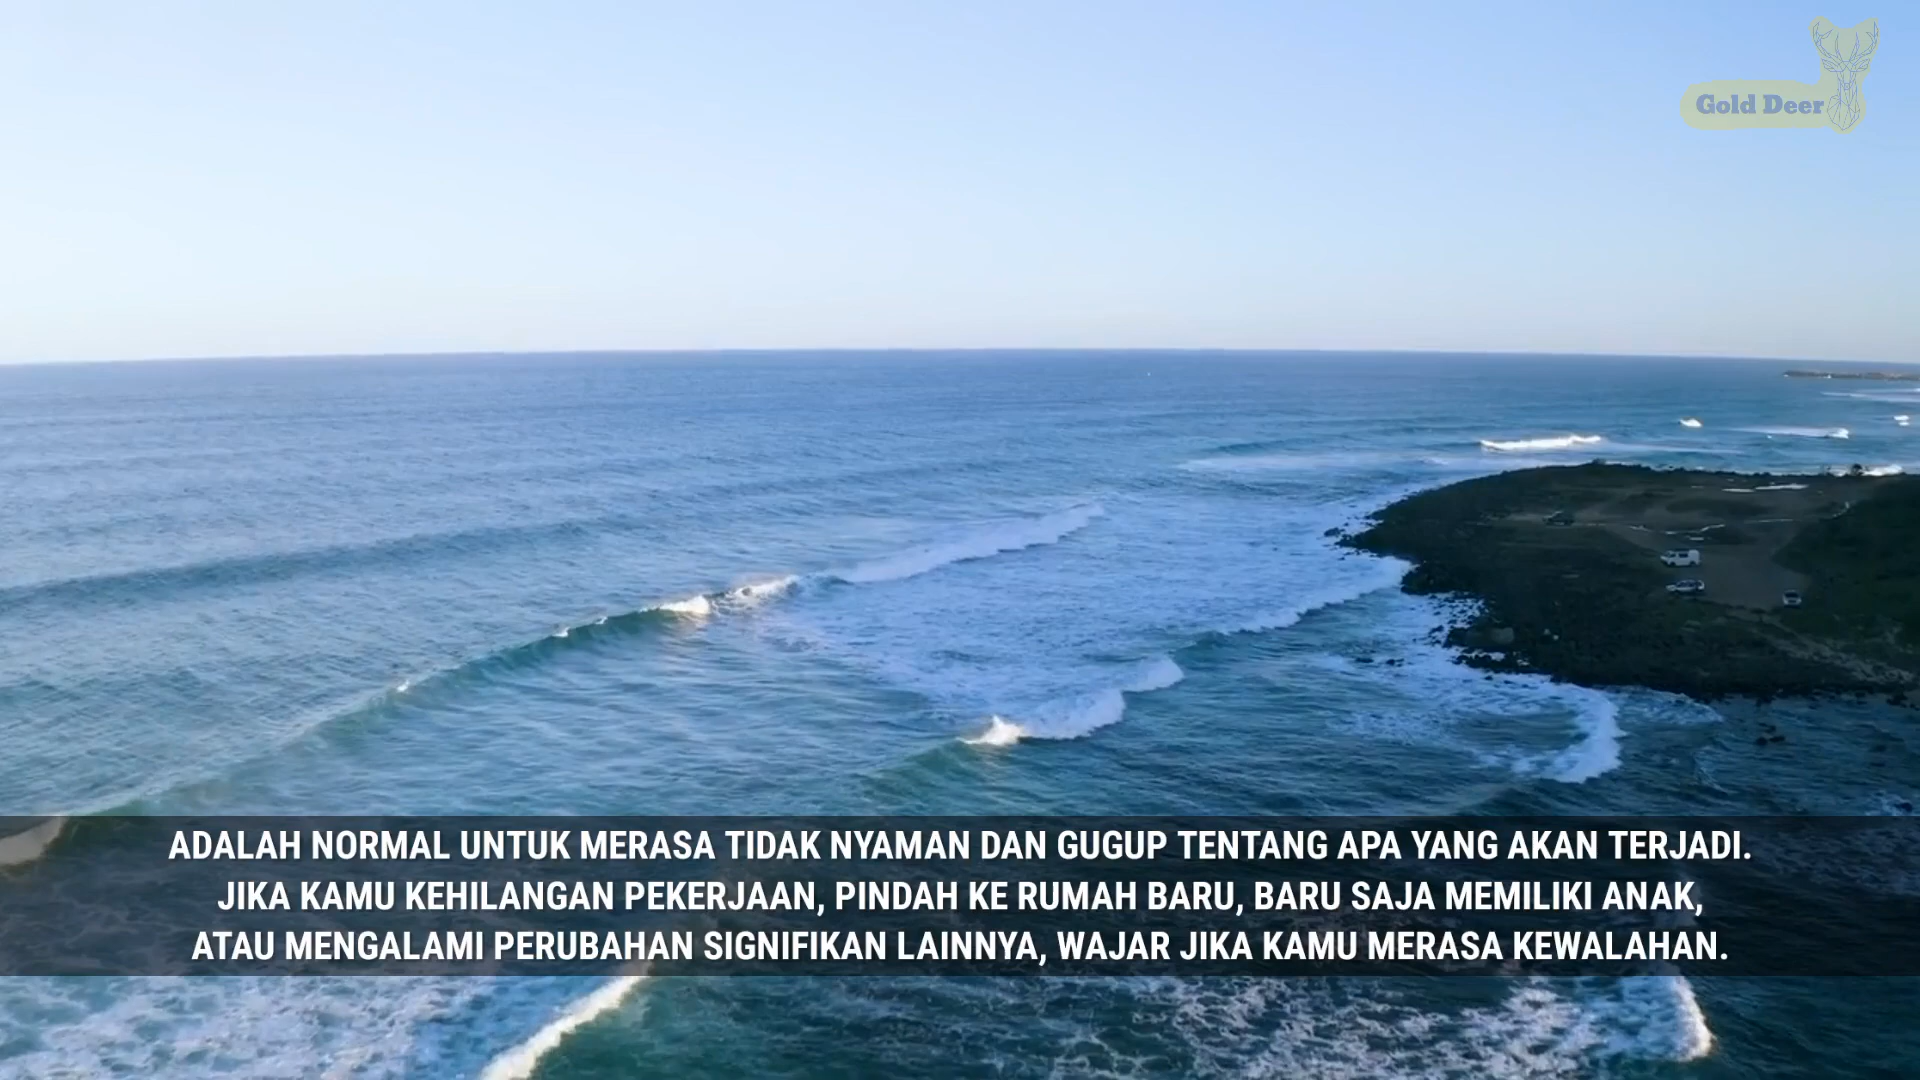 Gold Deer
ADALAH NORMAL UNTUK MERASA TIDAK NYAMAN DAN GUGUP TENTANG APA YANG AKAN TERJADI.
JIKA KAMU KEHILANGAN PEKERJAAN, PINDAH KE RUMAH BARU, BARU SAJA MEMILIKI ANAK,
ATAU MENGALAMI PERUBAHAN SIGNIFIKAN LAINNYA, WAJAR JIKA KAMU MERASA KEWALAHAN.